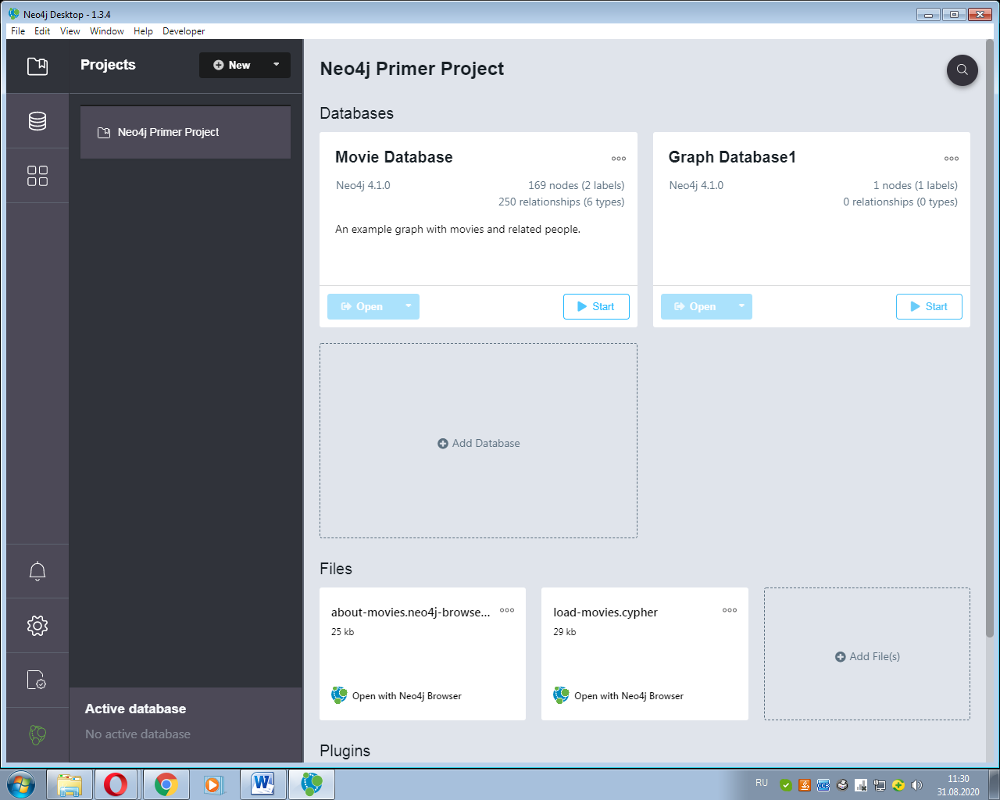 Neo4j Desktop - 1.3.4
File Edit View Window Help Developer
Projects
New
Neo4j Primer Project
Active database
No active database
Neo4j Primer Project
Databases
Movie Database
Neo4j 4.1.0
169 nodes (2 labels)
250 relationships (6 types)
An example graph with movies and related people.
Open
Start
Graph Database1
Neo4j 4.1.0
1 nodes (1 labels)
0 relationships (0 types)
Open
Start
Add Database
Files
about-movies.neo4j-browse...
25 kb
Open with Neo4j Browser
load-movies.cypher
29 kb
Open with Neo4j Browser
Add File(s)
Plugins
RU
11:30
31.08.2020